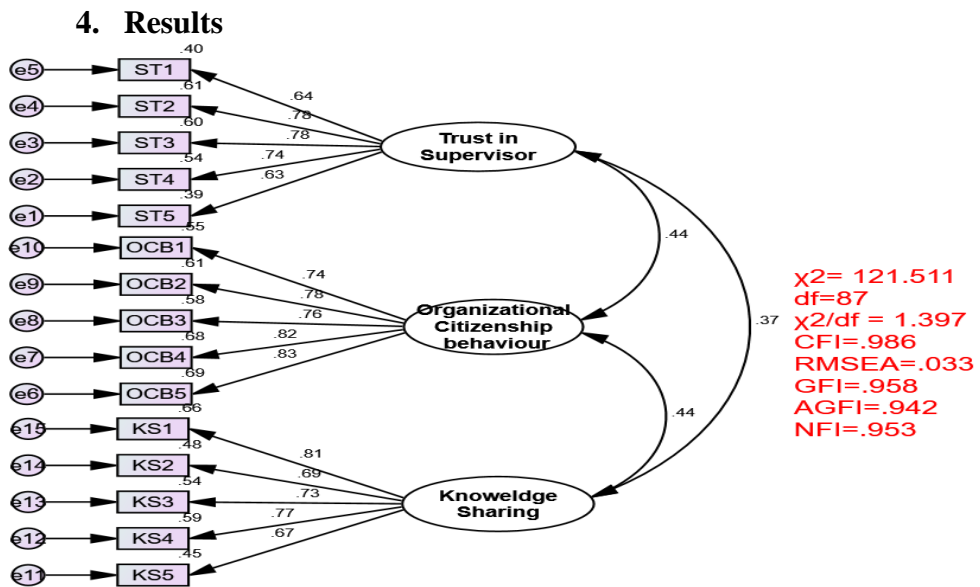 4. Results
.40
e5 ST1
.64
.61
e4 ST2
.78
.60
e3 ST3
.78
.54
e2 ST4
.74
.39
e1 ST5
.63
Trust in
Supervisor
.55
e10 OCB1
.74
.61
e9 OCB2
.78
.58
e8 OCB3
.76
.68
e7 OCB4
.82
.69
e6 OCB5
.83
Organizational
Citizenship
behaviour
.66
e15 KS1
.81
.48
e14 KS2
.69
.54
e13 KS3
.73
.59
e12 KS4
.77
.45
e11 KS5
.67
Knoweldge
Sharing
.44
.44
.37
χ2= 121.511
df=87
χ2/df = 1.397
CFI=.986
RMSEA=.033
GFI=.958
AGFI=.942
NFI=.953